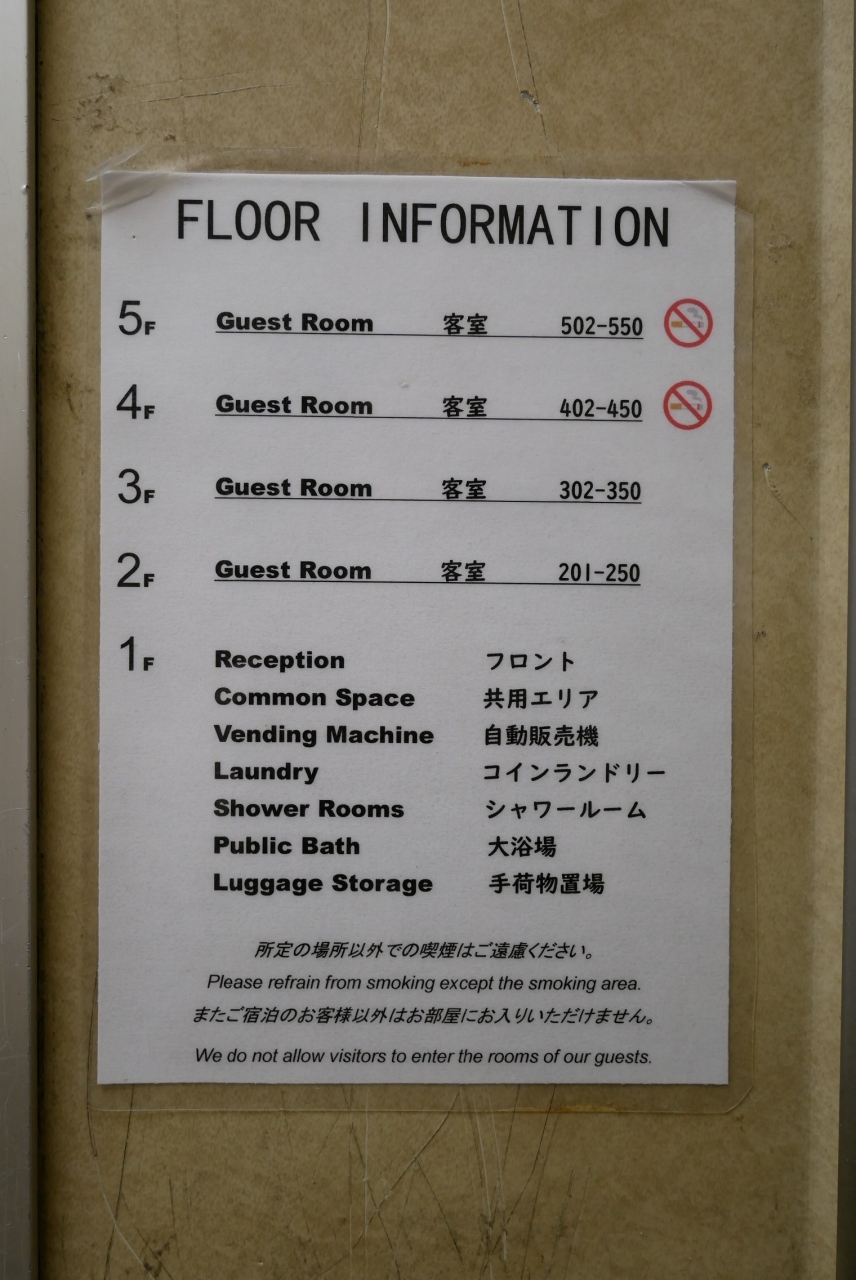 FLOOR INFORMATION
5F Guest Room 客室 502-550
4F Guest Room 客室 402-450
3F Guest Room 客室 302-350
2F Guest Room 客室 201-250
1F Reception フロント
Common Space 共用エリア
Vending Machine 自動販売機
Laundry コインランドリー
Shower Rooms シャワールーム
Public Bath 大浴場
Luggage Storage 手荷物置場
所定の場所以外での喫煙はご遠慮ください。
Please refrain from smoking except the smoking area.
またご宿泊のお客様以外はお部屋にお入りいただけません。
We do not allow visitors to enter the rooms of our guests.